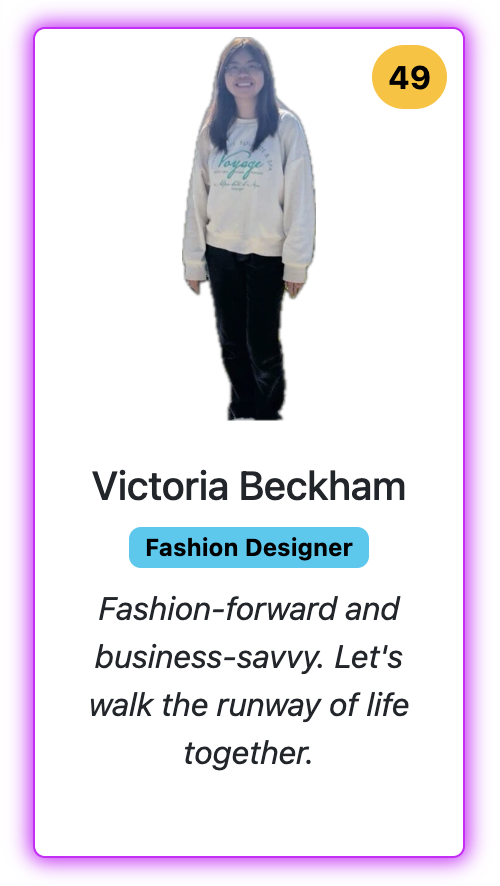 49
Voyage
Victoria Beckham
Fashion Designer
Fashion-forward and
business-savvy. Let's
walk the runway of life
together.